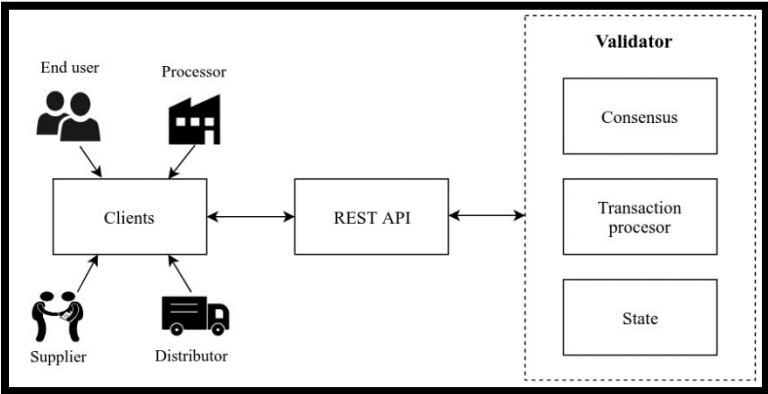 End user
Processor
Clients
Supplier
Distributor
REST API
Validator
Consensus
Transaction
procesor
State